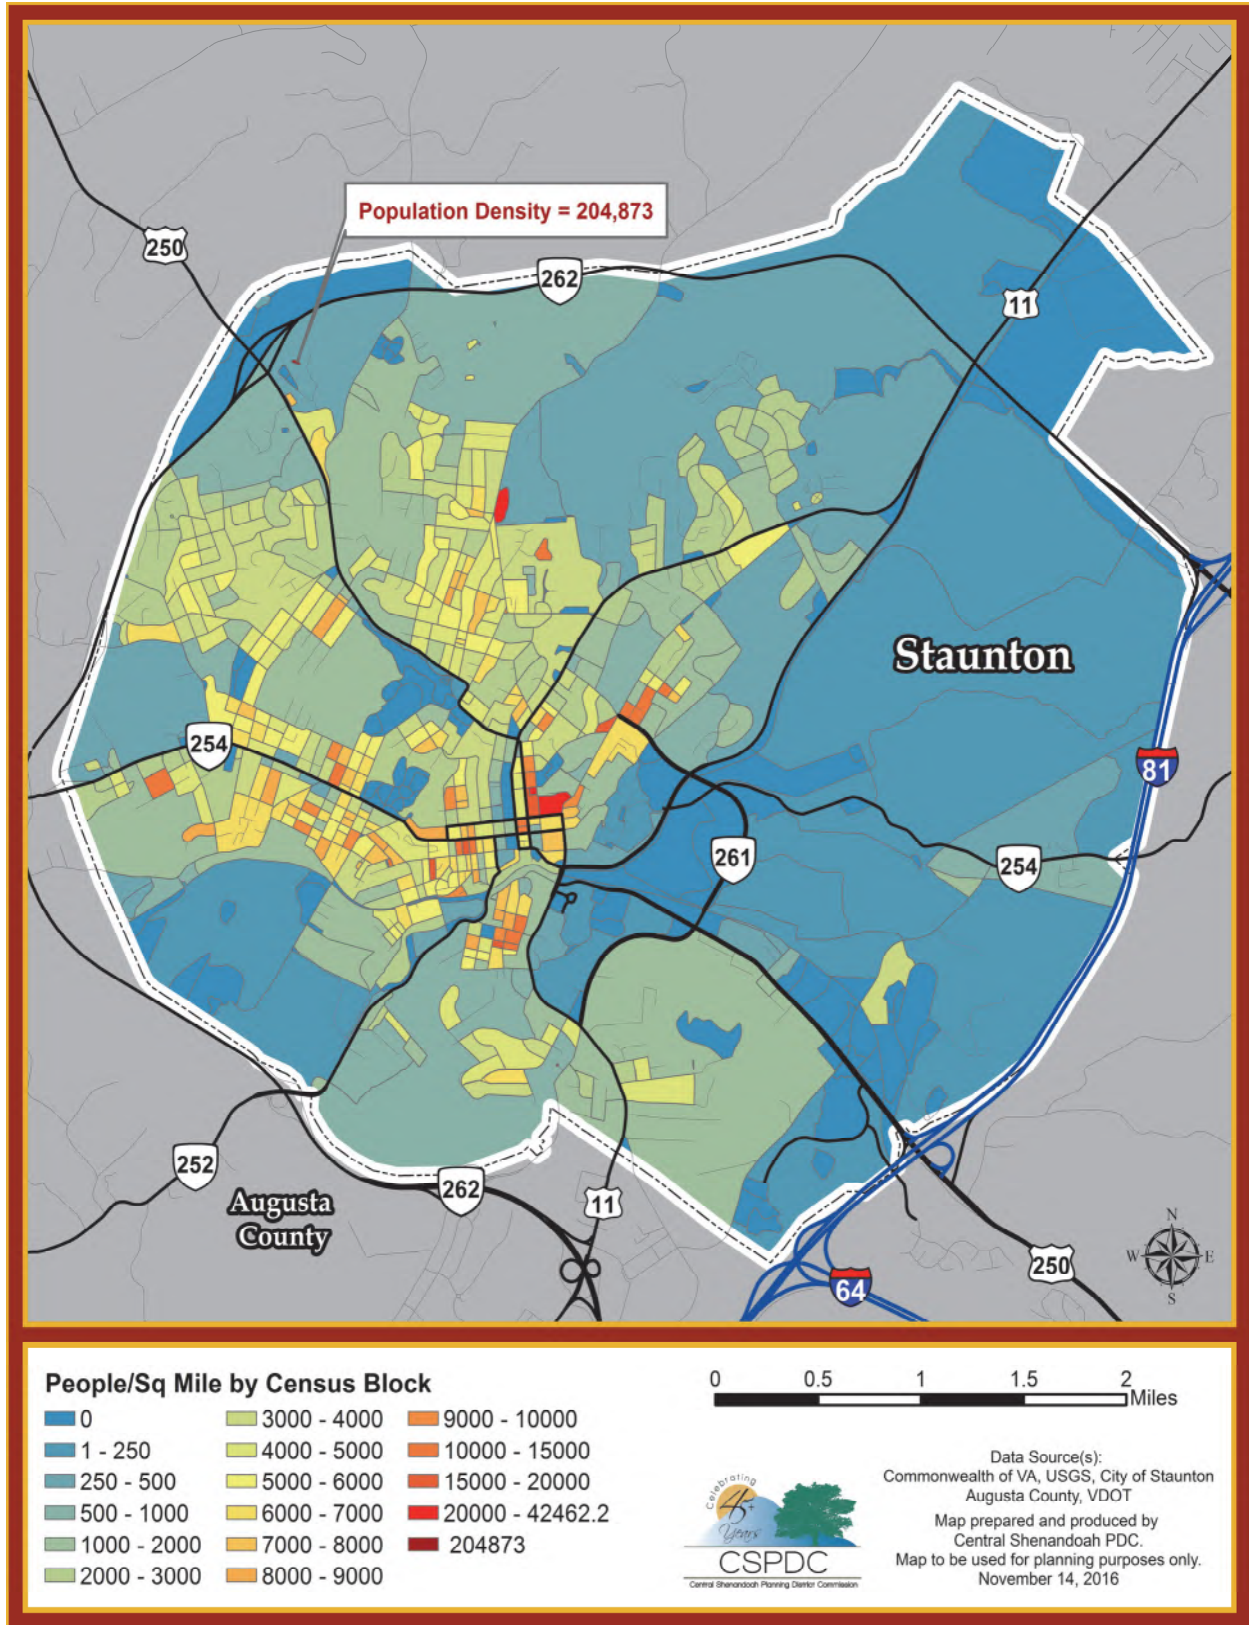 Population Density = 204,873
250
262
11
Staunton
254
81
261
254
252
262
11
Augusta
County
64
250
N
W
E
S
People/Sq Mile by Census Block
0
1 - 250
250 - 500
500 - 1000
1000 - 2000
2000 - 3000
3000 - 4000
4000 - 5000
5000 - 6000
6000 - 7000
7000 - 8000
8000 - 9000
9000 - 10000
10000 - 15000
15000 - 20000
20000 - 42462.2
204873
0 0.5 1 1.5 2
Miles
Celebrating
45+
Years
CSPDC
Central Shenandoah Planning District Commission
Data Source(s):
Commonwealth of VA, USGS, City of Staunton
Augusta County, VDOT
Map prepared and produced by
Central Shenandoah PDC.
Map to be used for planning purposes only.
November 14, 2016